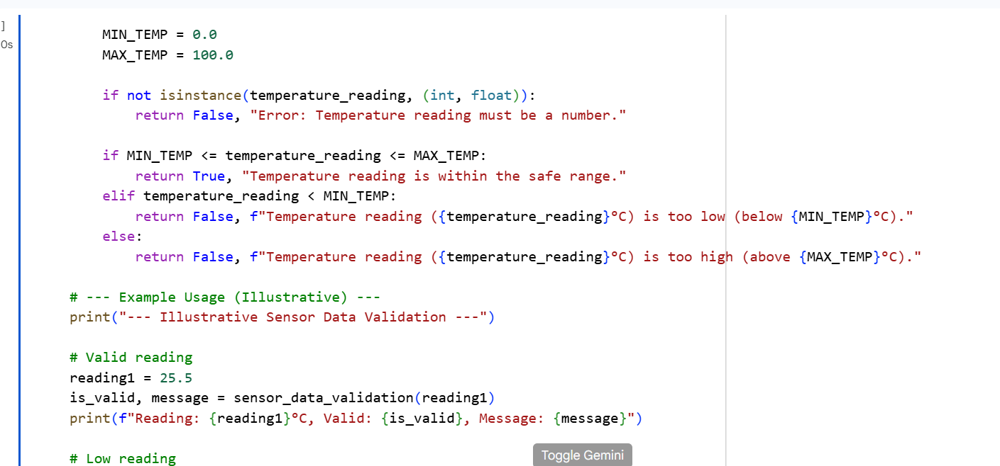 ]
0s
MIN_TEMP = 0.0
MAX_TEMP = 100.0
if not isinstance(temperature_reading, (int, float)):
return False, "Error: Temperature reading must be a number."
if MIN_TEMP <= temperature_reading <= MAX_TEMP:
return True, "Temperature reading is within the safe range."
elif temperature_reading < MIN_TEMP:
return False, f"Temperature reading ({temperature_reading}°C) is too low (below {MIN_TEMP}°C)."
else:
return False, f"Temperature reading ({temperature_reading}°C) is too high (above {MAX_TEMP}°C)."
# --- Example Usage (Illustrative) ---
print("--- Illustrative Sensor Data Validation ---")
# Valid reading
reading1 = 25.5
is_valid, message = sensor_data_validation(reading1)
print(f"Reading: {reading1}°C, Valid: {is_valid}, Message: {message}")
# Low reading
Toggle Gemini